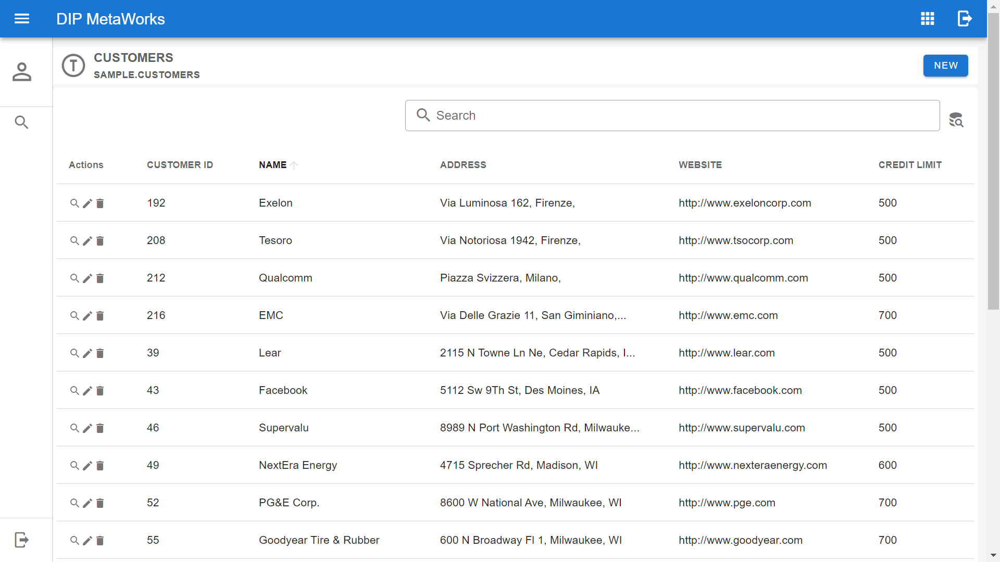 DIP MetaWorks
T
CUSTOMERS
SAMPLE.CUSTOMERS
NEW
Search
Actions CUSTOMER ID NAME ADDRESS WEBSITE CREDIT LIMIT
192 Exelon Via Luminosa 162, Firenze, http://www.exeloncorp.com 500
208 Tesoro Via Notoriosa 1942, Firenze, http://www.tsocorp.com 500
212 Qualcomm Piazza Svizzera, Milano, http://www.qualcomm.com 500
216 EMC Via Delle Grazie 11, San Giminiano,... http://www.emc.com 700
39 Lear 2115 N Towne Ln Ne, Cedar Rapids, I... http://www.lear.com 500
43 Facebook 5112 Sw 9Th St, Des Moines, IA http://www.facebook.com 500
46 Supervalu 8989 N Port Washington Rd, Milwauke... http://www.supervalu.com 500
49 NextEra Energy 4715 Sprecher Rd, Madison, WI http://www.nexteraenergy.com 600
52 PG&E Corp. 8600 W National Ave, Milwaukee, WI http://www.pge.com 700
55 Goodyear Tire & Rubber 600 N Broadway Fl 1, Milwaukee, WI http://www.goodyear.com 700